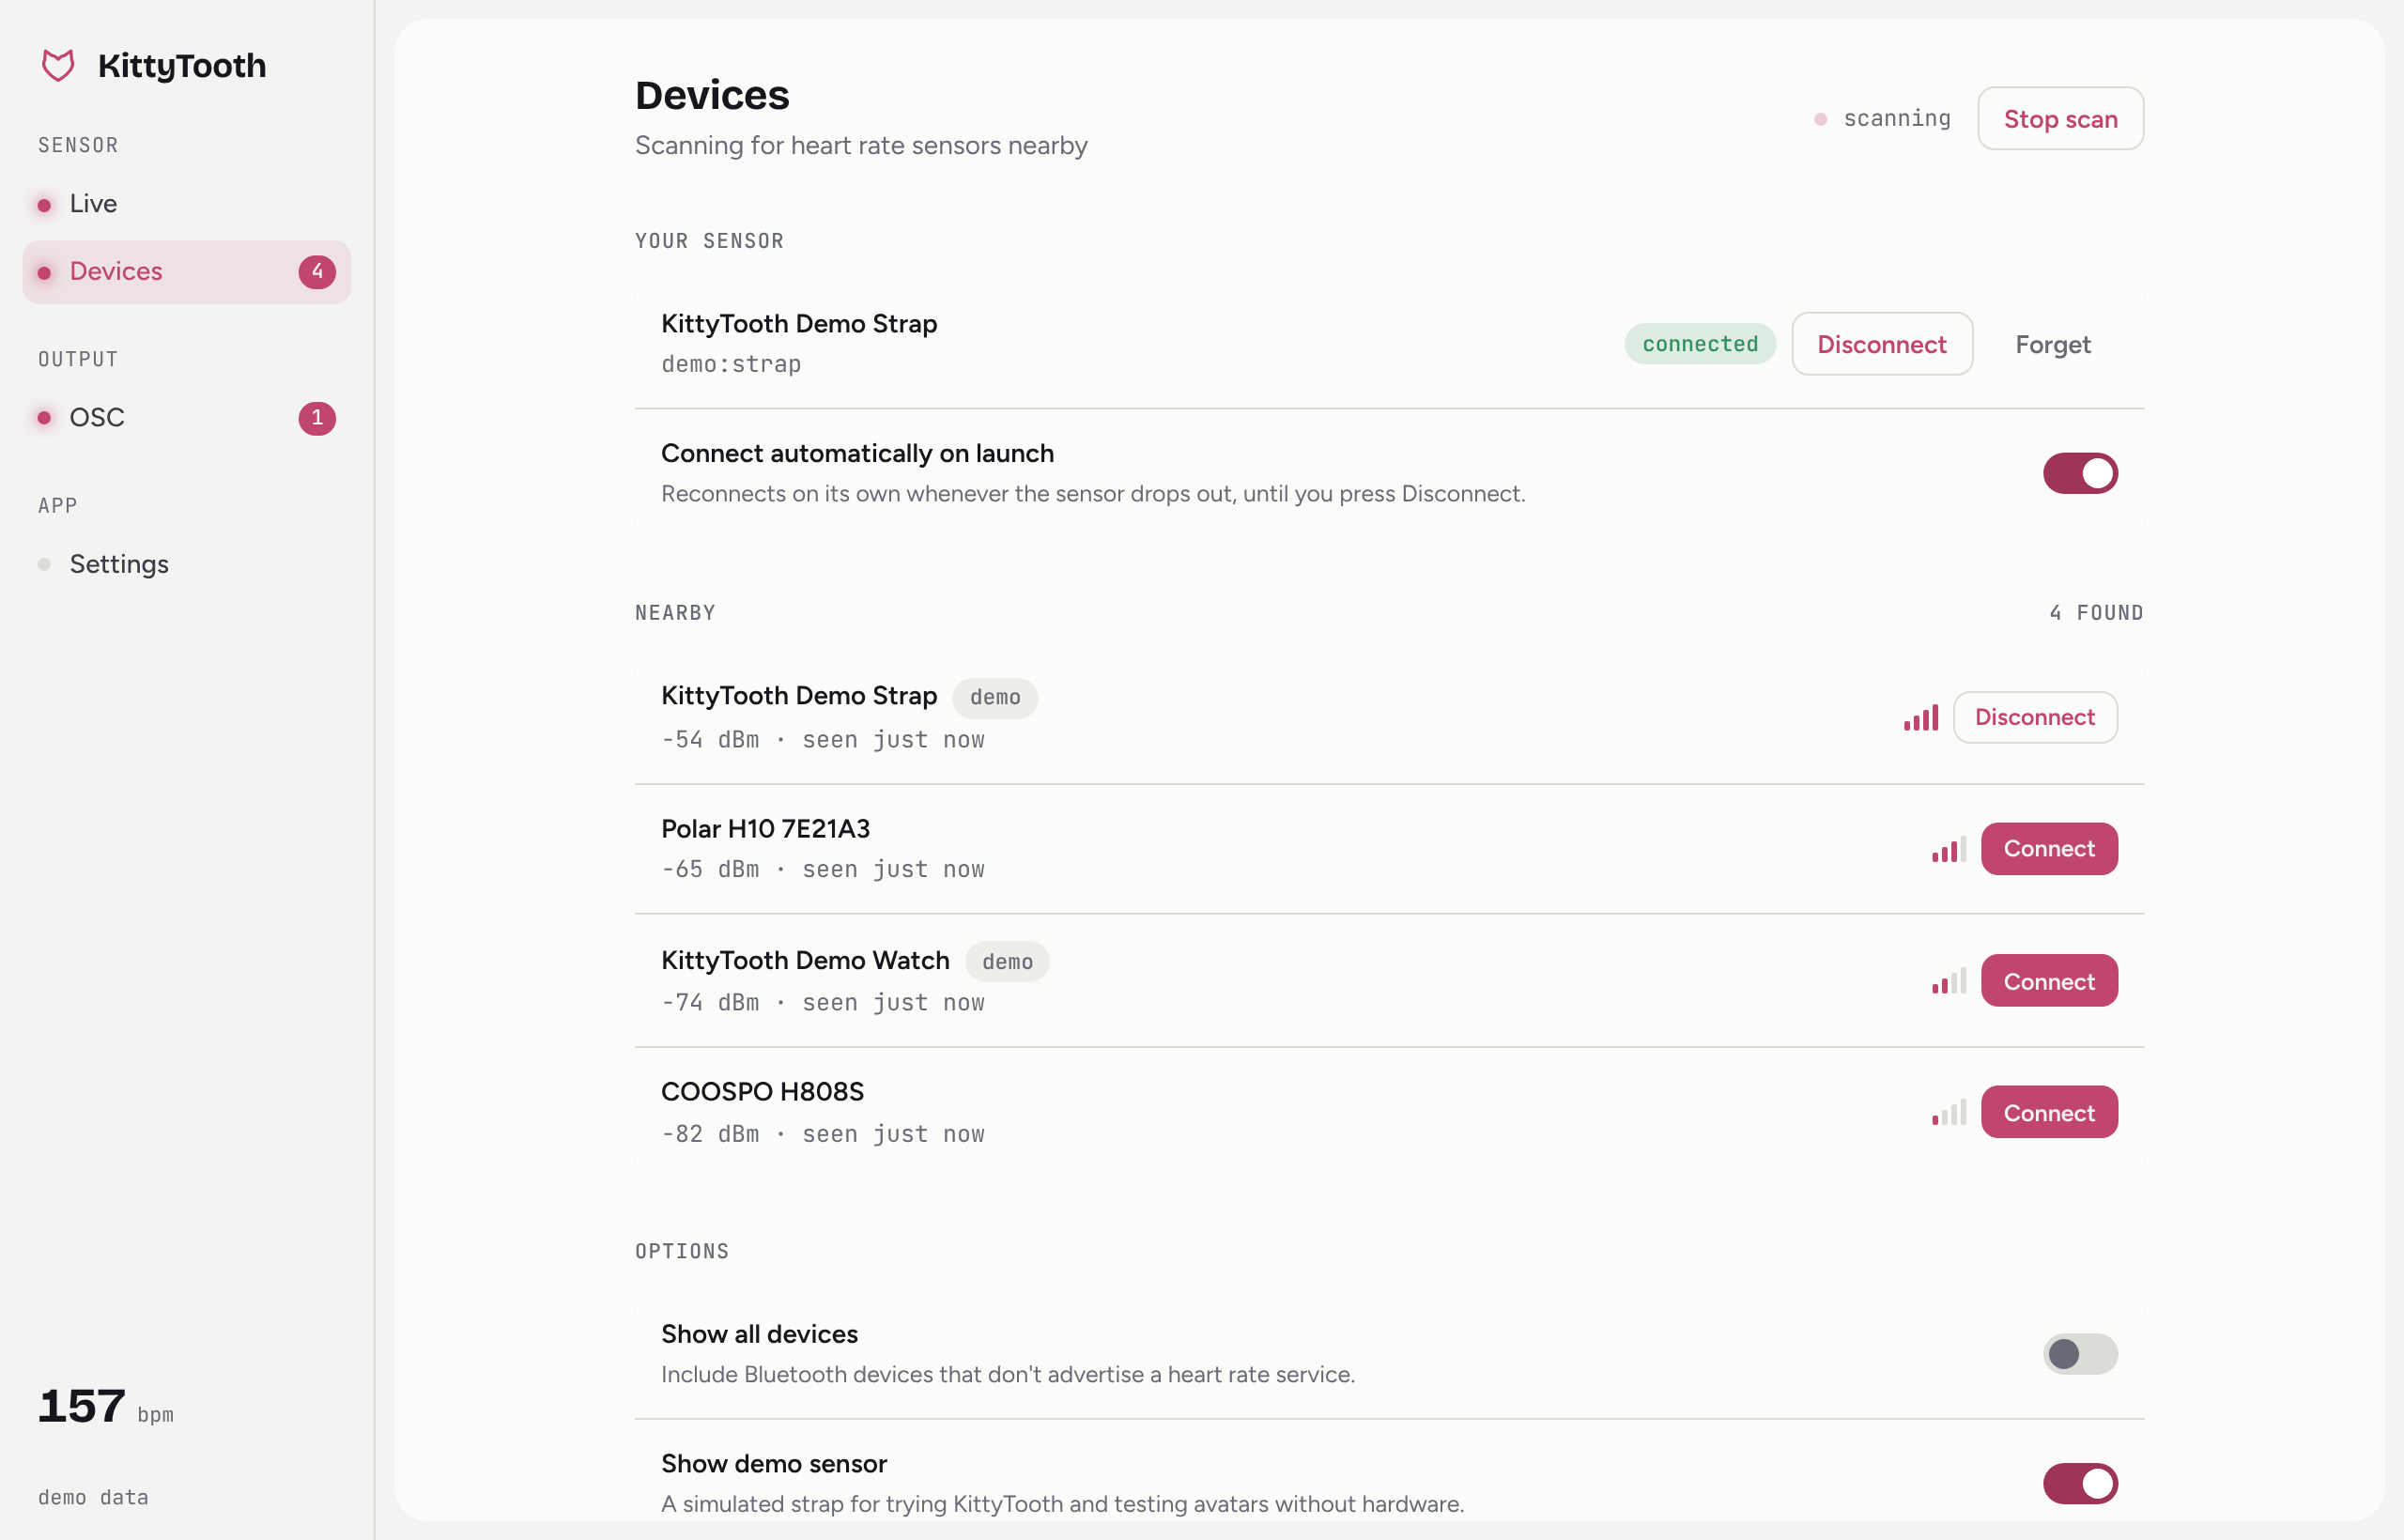 KittyTooth
SENSOR
Live
Devices 4
OUTPUT
OSC 1
APP
Settings
157 bpm
demo data
Devices
Scanning for heart rate sensors nearby
scanning
Stop scan
YOUR SENSOR
KittyTooth Demo Strap
demo:strap
connected
Disconnect
Forget
Connect automatically on launch
Reconnects on its own whenever the sensor drops out, until you press Disconnect.
NEARBY
4 FOUND
KittyTooth Demo Strap demo
-54 dBm · seen just now
Disconnect
Polar H10 7E21A3
-65 dBm · seen just now
Connect
KittyTooth Demo Watch demo
-74 dBm · seen just now
Connect
COOSPO H808S
-82 dBm · seen just now
Connect
OPTIONS
Show all devices
Include Bluetooth devices that don't advertise a heart rate service.
Show demo sensor
A simulated strap for trying KittyTooth and testing avatars without hardware.